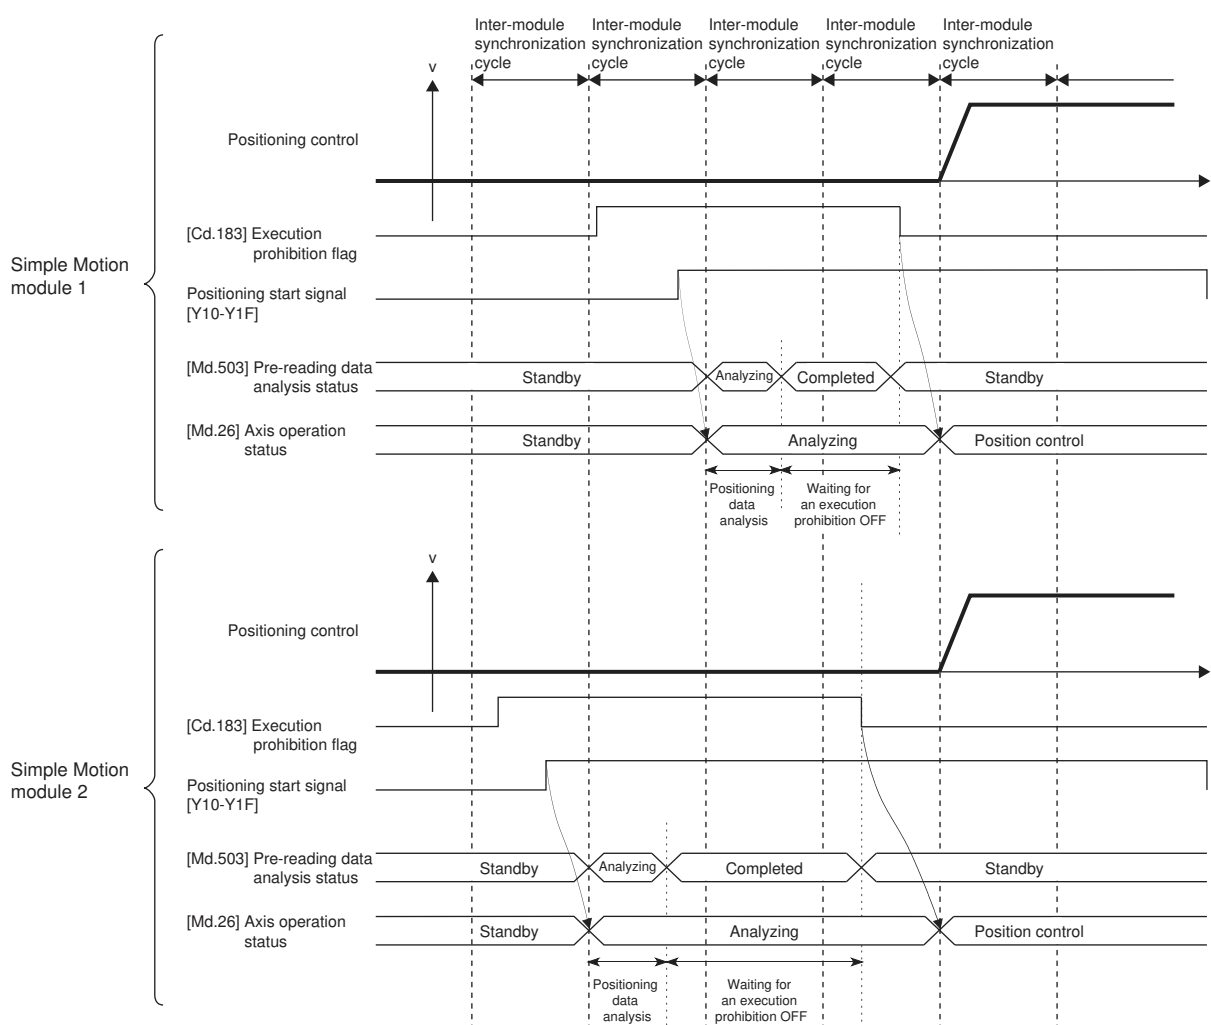 Inter-module Inter-module Inter-module Inter-module Inter-module
synchronization synchronization synchronization synchronization synchronization
cycle cycle cycle cycle cycle
v
Positioning control
[Cd.183] Execution
prohibition flag
Simple Motion
module 1
Positioning start signal
[Y10-Y1F]
[Md.503] Pre-reading data
analysis status
Standby Analyzing Completed Standby
[Md.26] Axis operation
status
Standby Analyzing Position control
Positioning
data
analysis
Waiting for
an execution
prohibition OFF
v
Positioning control
[Cd.183] Execution
prohibition flag
Simple Motion
module 2
Positioning start signal
[Y10-Y1F]
[Md.503] Pre-reading data
analysis status
Standby Analyzing Completed Standby
[Md.26] Axis operation
status
Standby Analyzing Position control
Positioning
data
analysis
Waiting for
an execution
prohibition OFF